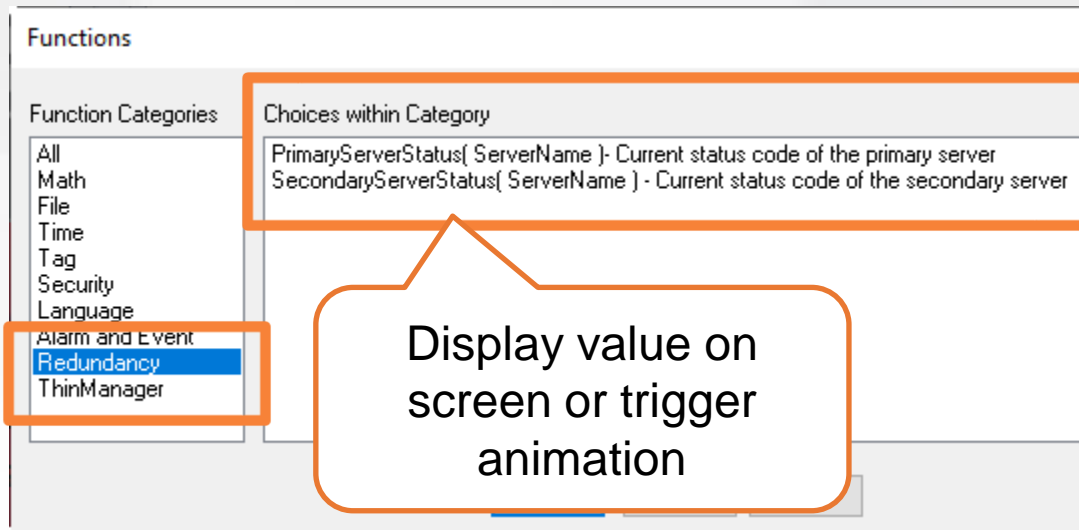 Functions
Function Categories
Choices within Category
All
Math
File
Time
Tag
Security
Language
Alarm and Event
Redundancy
ThinManager
PrimaryServerStatus( ServerName )- Current status code of the primary server
SecondaryServerStatus( ServerName ) - Current status code of the secondary server
Display value on
screen or trigger
animation